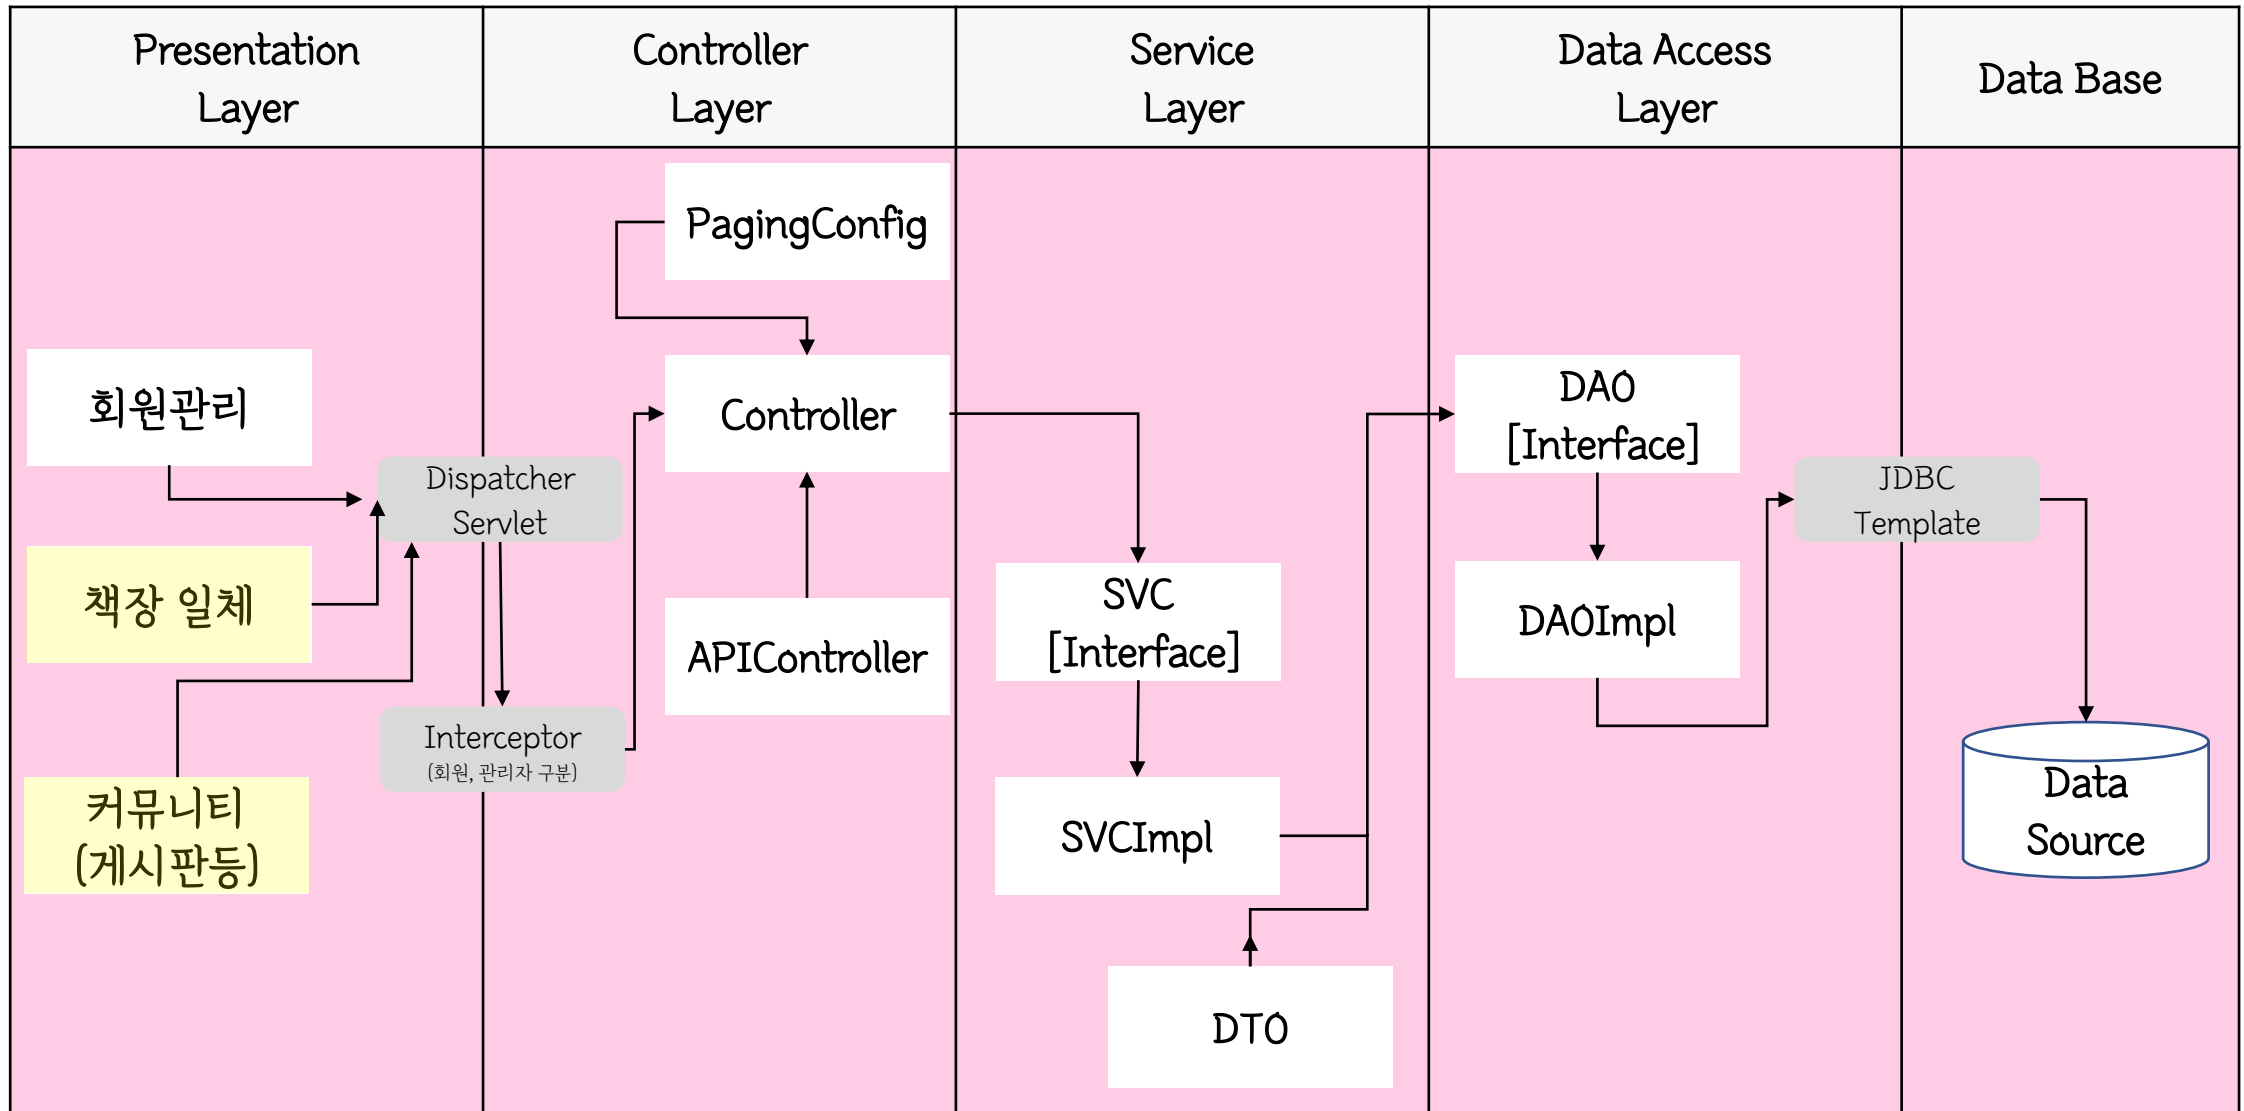 Presentation
Layer
Controller
Layer
Service
Layer
Data Access
Layer
Data Base
PagingConfig
회원관리
Controller
DAO
[Interface]
Dispatcher
Servlet
JDBC
Template
책장 일체
APIController
SVC
[Interface]
DAOImpl
Interceptor
(회원, 관리자 구분)
커뮤니티
(게시판등)
SVCImpl
Data
Source
DTO